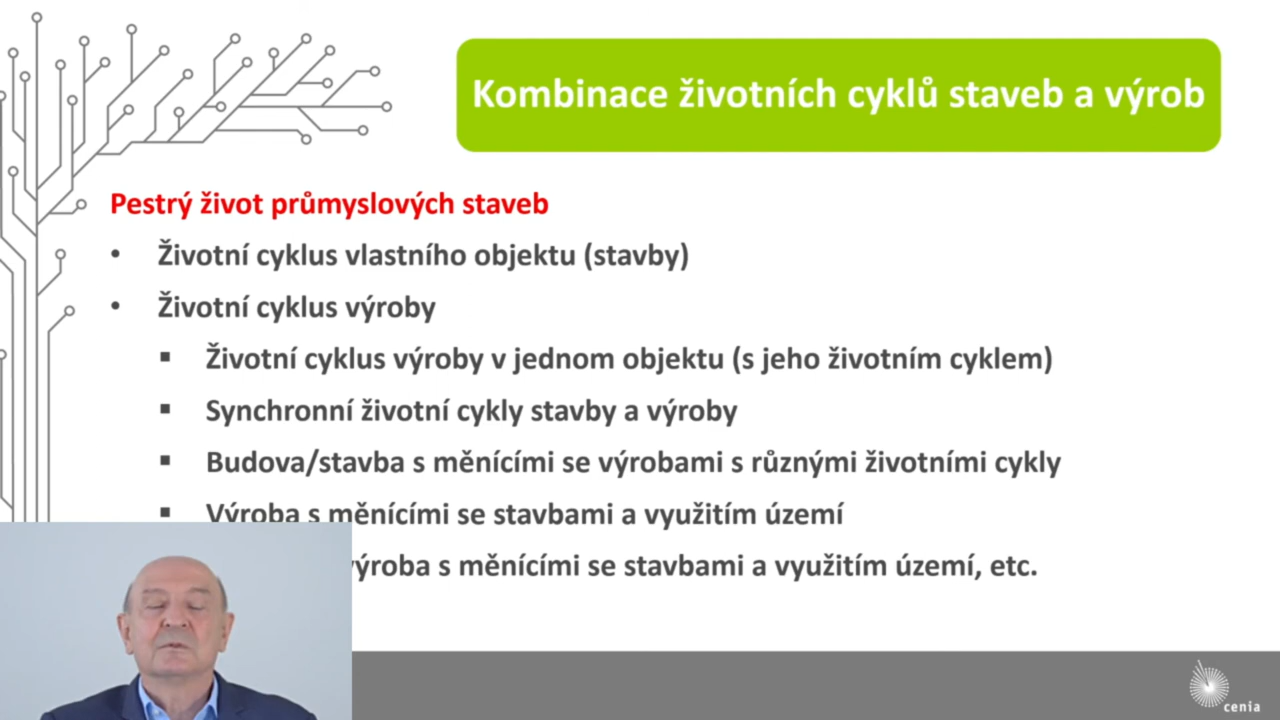 Kombinace životních cyklů staveb a výrob
Pestrý život průmyslových staveb
• Životní cyklus vlastního objektu (stavby)
• Životní cyklus výroby
▪ Životní cyklus výroby v jednom objektu (s jeho životním cyklem)
▪ Synchronní životní cykly stavby a výroby
▪ Budova/stavba s měnícími se výrobami s různými životními cykly
▪ Výroba s měnícími se stavbami a využitím území
výroba s měnícími se stavbami a využitím území, etc.
cenia